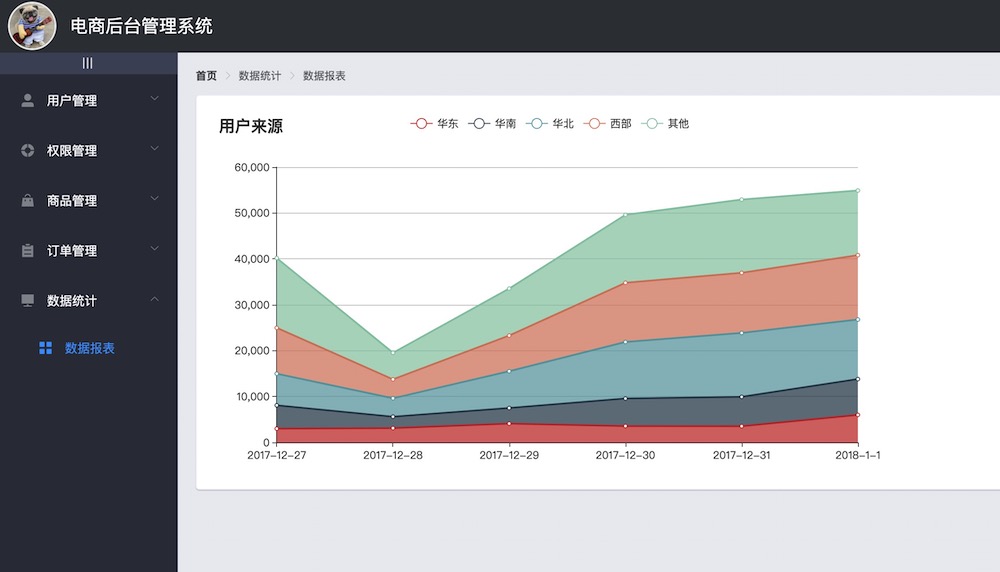 电商后台管理系统
|||
首页 > 数据统计 > 数据报表
用户管理
权限管理
商品管理
订单管理
数据统计
数据报表
用户来源
华东 华南 华北 西部 其他
60,000
50,000
40,000
30,000
20,000
10,000
0
2017-12-27 2017-12-28 2017-12-29 2017-12-30 2017-12-31 2018-1-1